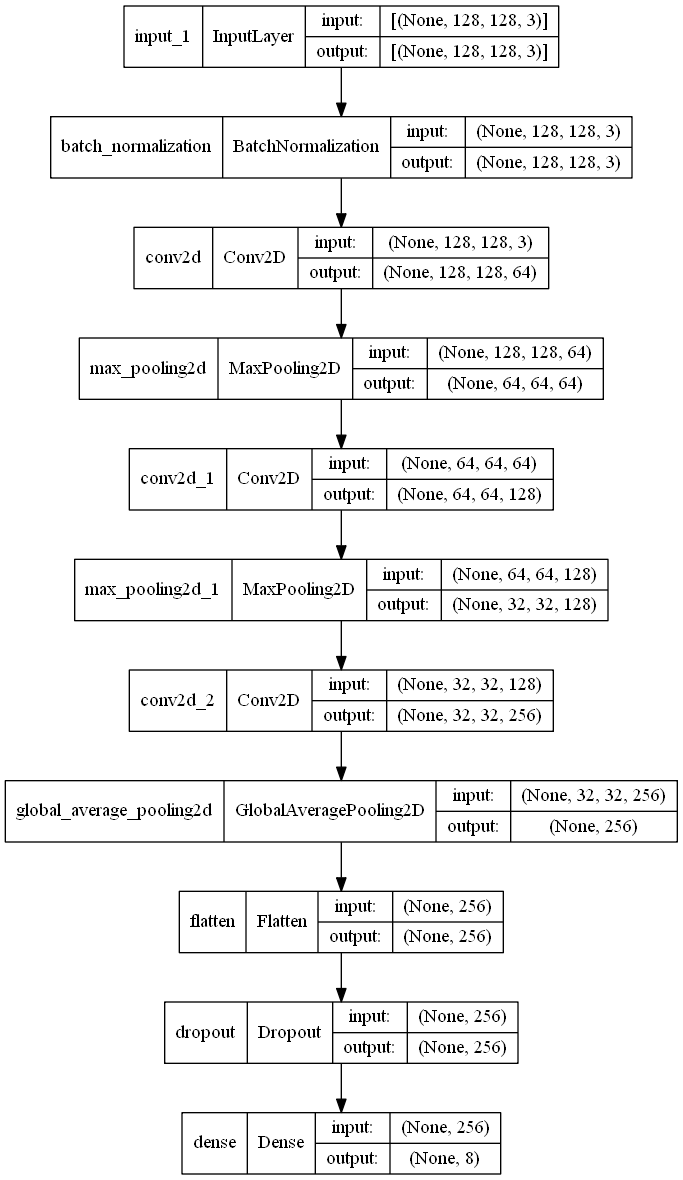 input_1 InputLayer input: [(None, 128, 128, 3)]
output: [(None, 128, 128, 3)]
batch_normalization BatchNormalization input: (None, 128, 128, 3)
output: (None, 128, 128, 3)
conv2d Conv2D input: (None, 128, 128, 3)
output: (None, 128, 128, 64)
max_pooling2d MaxPooling2D input: (None, 128, 128, 64)
output: (None, 64, 64, 64)
conv2d_1 Conv2D input: (None, 64, 64, 64)
output: (None, 64, 64, 128)
max_pooling2d_1 MaxPooling2D input: (None, 64, 64, 128)
output: (None, 32, 32, 128)
conv2d_2 Conv2D input: (None, 32, 32, 128)
output: (None, 32, 32, 256)
global_average_pooling2d GlobalAveragePooling2D input: (None, 32, 32, 256)
output: (None, 256)
flatten Flatten input: (None, 256)
output: (None, 256)
dropout Dropout input: (None, 256)
output: (None, 256)
dense Dense input: (None, 256)
output: (None, 8)